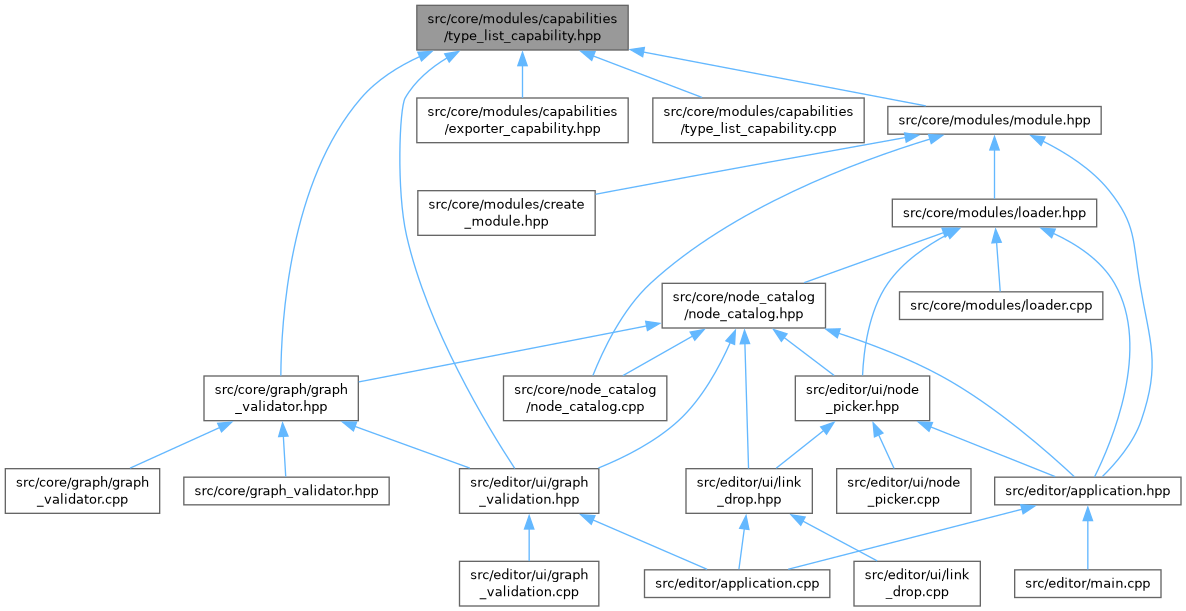 src/core/modules/capabilities
/type_list_capability.hpp
src/core/modules/capabilities
/exporter_capability.hpp
src/core/modules/capabilities
/type_list_capability.cpp
src/core/modules/module.hpp
src/core/modules/create
_module.hpp
src/core/modules/loader.hpp
src/core/node_catalog
/node_catalog.hpp
src/core/modules/loader.cpp
src/core/graph/graph
_validator.hpp
src/core/node_catalog
/node_catalog.cpp
src/editor/ui/node
_picker.hpp
src/core/graph/graph
_validator.cpp
src/core/graph_validator.hpp
src/editor/ui/graph
_validation.hpp
src/editor/ui/link
_drop.hpp
src/editor/ui/node
_picker.cpp
src/editor/application.hpp
src/editor/ui/graph
_validation.cpp
src/editor/application.cpp
src/editor/ui/link
_drop.cpp
src/editor/main.cpp